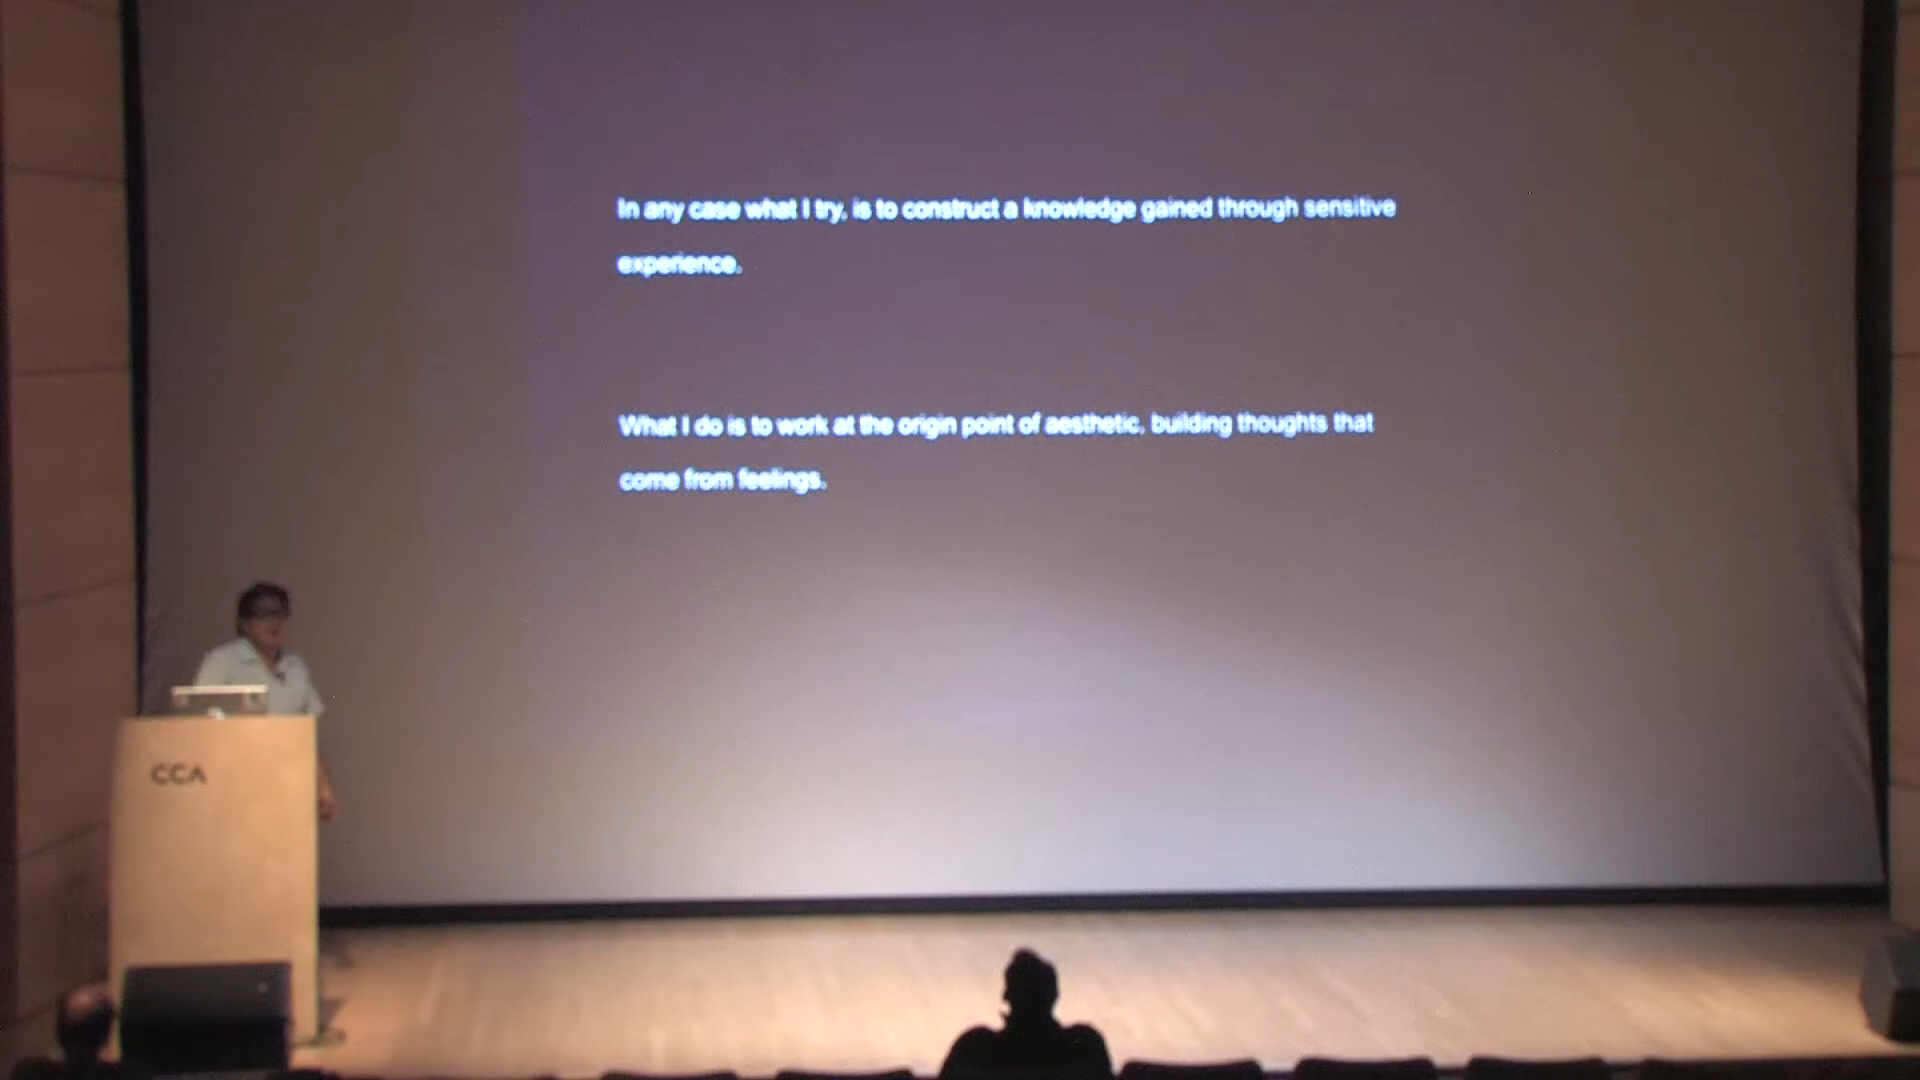 In any case what I try, is to construct a knowledge gained through sensitive
experience.
What I do is to work at the origin point of aesthetic, building thoughts that
come from feelings.
CCA